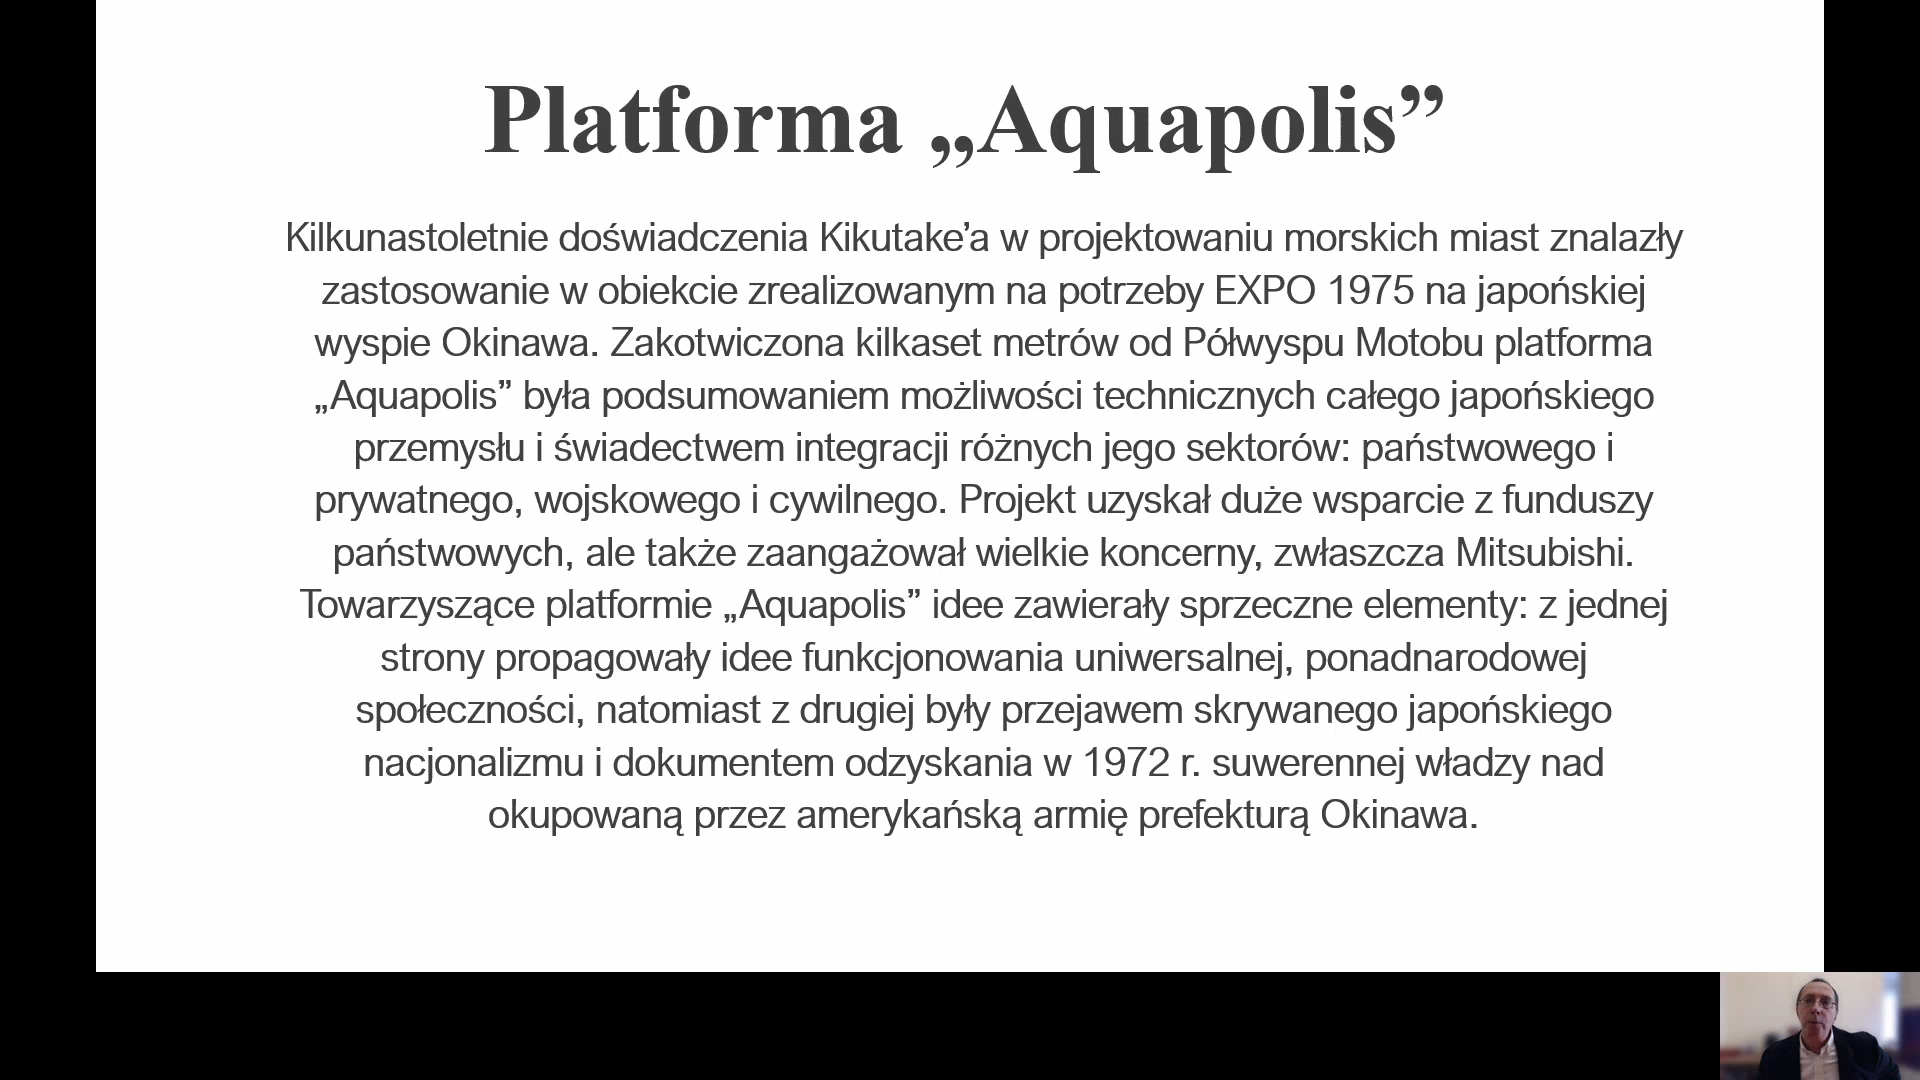 Platforma „Aquapolis”
Kilkunastoletnie doświadczenia Kikutake’a w projektowaniu morskich miast znalazły
zastosowanie w obiekcie zrealizowanym na potrzeby EXPO 1975 na japońskiej
wyspie Okinawa. Zakotwiczona kilkaset metrów od Półwyspu Motobu platforma
„Aquapolis” była podsumowaniem możliwości technicznych całego japońskiego
przemysłu i świadectwem integracji różnych jego sektorów: państwowego i
prywatnego, wojskowego i cywilnego. Projekt uzyskał duże wsparcie z funduszy
państwowych, ale także zaangażował wielkie koncerny, zwłaszcza Mitsubishi.
Towarzyszące platformie „Aquapolis” idee zawierały sprzeczne elementy: z jednej
strony propagowały idee funkcjonowania uniwersalnej, ponadnarodowej
społeczności, natomiast z drugiej były przejawem skrywanego japońskiego
nacjonalizmu i dokumentem odzyskania w 1972 r. suwerennej władzy nad
okupowaną przez amerykańską armię prefekturą Okinawa.